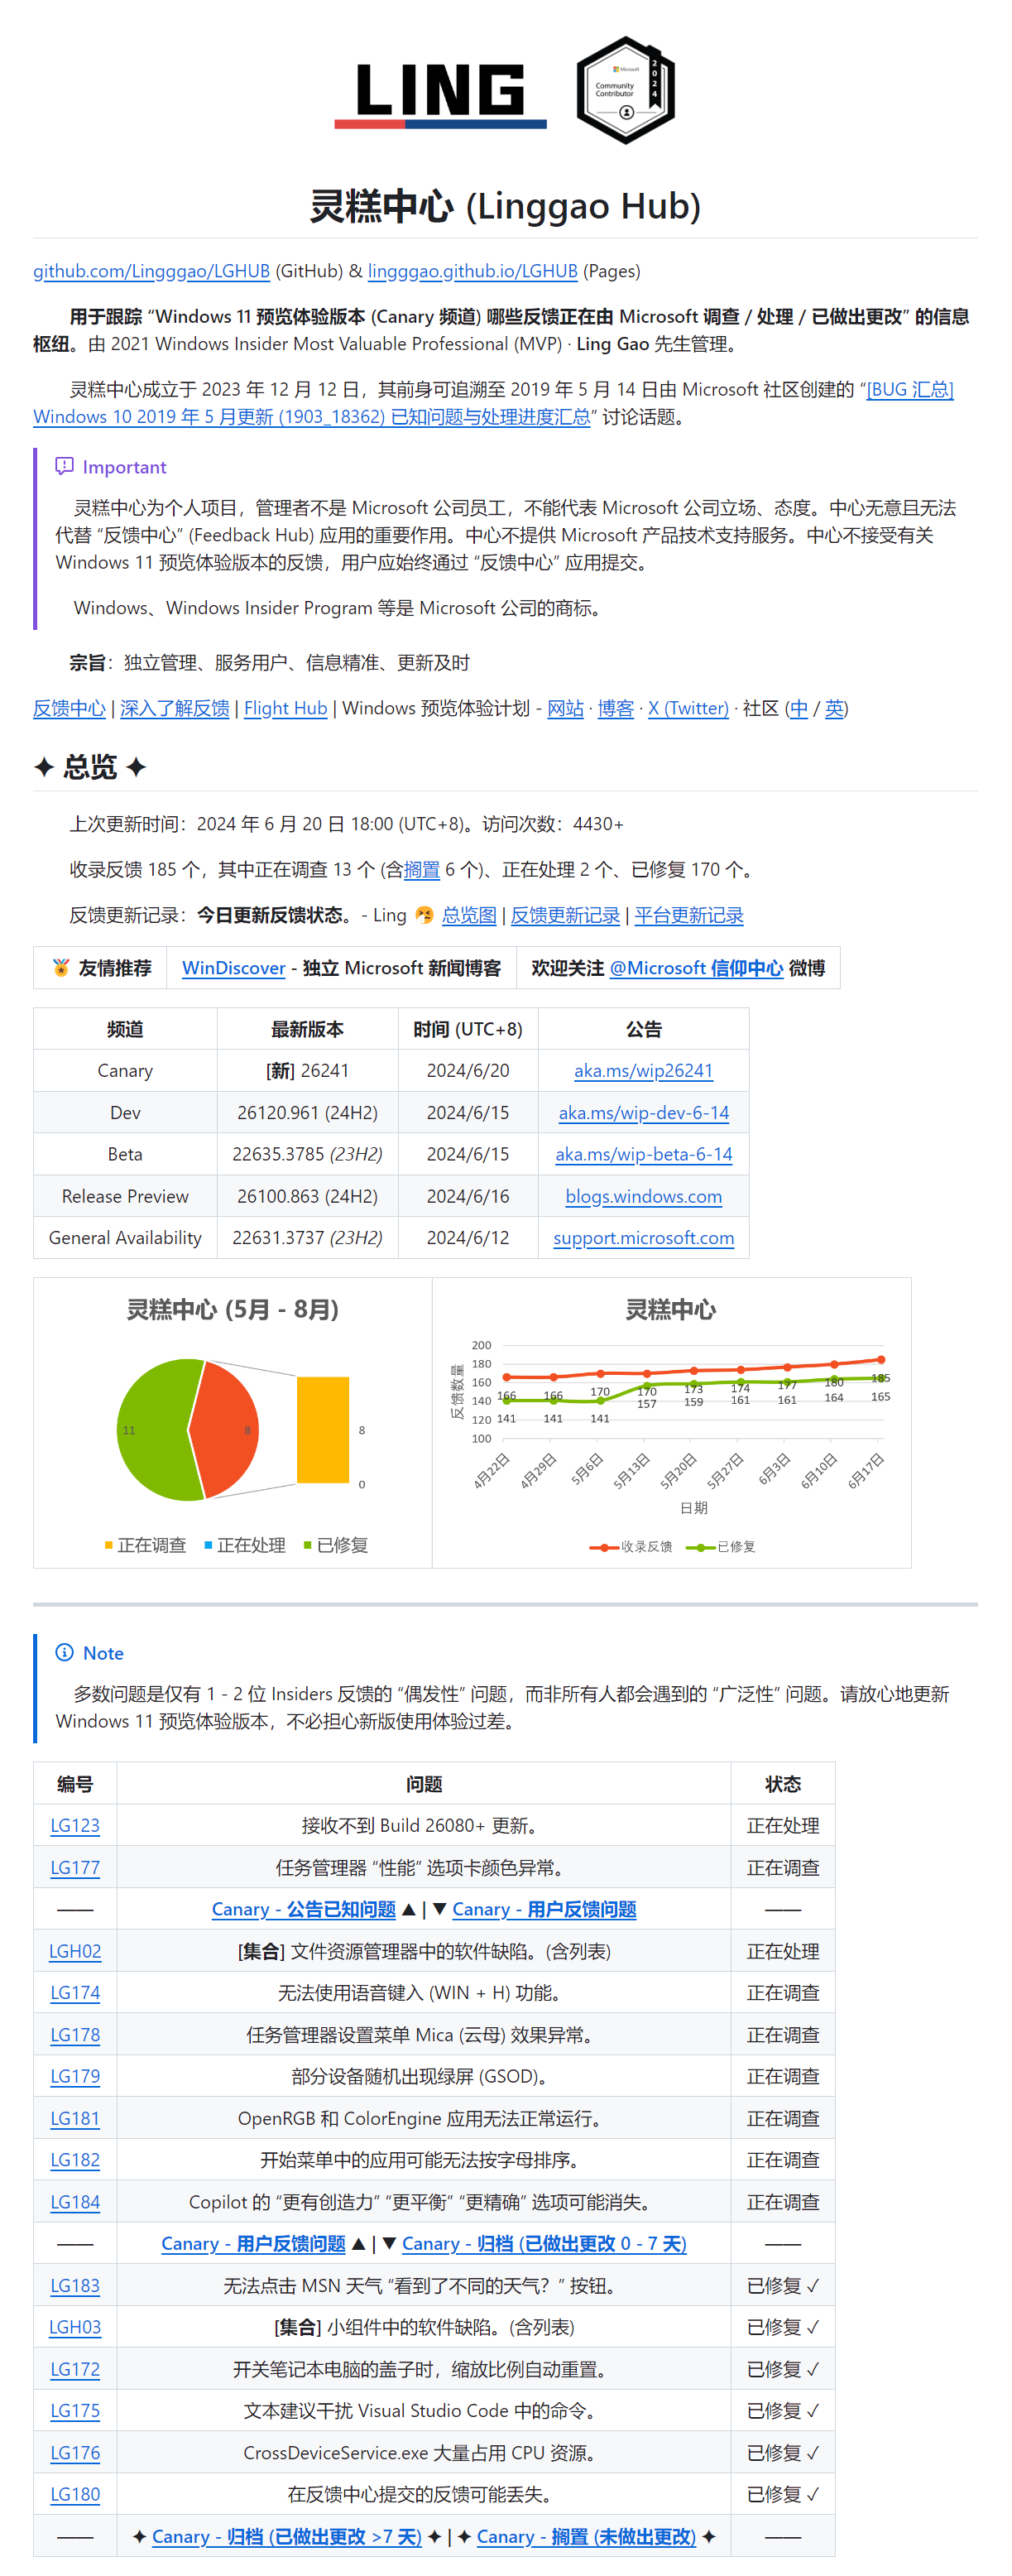 LING
Microsoft
Community
Contributor
2024
灵糕中心 (Linggao Hub)
github.com/Lingggao/LGHUB (GitHub) & lingggao.github.io/LGHUB (Pages)
用于跟踪 “Windows 11 预览体验版本 (Canary 频道) 哪些反馈正在由 Microsoft 调查 / 处理 / 已做出更改” 的信息
枢纽。由 2021 Windows Insider Most Valuable Professional (MVP) · Ling Gao 先生管理。
灵糕中心成立于 2023 年 12 月 12 日，其前身可追溯至 2019 年 5 月 14 日由 Microsoft 社区创建的 “[BUG 汇总]
Windows 10 2019 年 5 月更新 (1903_18362) 已知问题与处理进度汇总” 讨论话题。
Important
灵糕中心为个人项目，管理者不是 Microsoft 公司员工，不能代表 Microsoft 公司立场、态度。中心无意且无法
代替 “反馈中心” (Feedback Hub) 应用的重要作用。中心不提供 Microsoft 产品技术支持服务。中心不接受有关
Windows 11 预览体验版本的反馈，用户应始终通过 “反馈中心” 应用提交。
Windows、Windows Insider Program 等是 Microsoft 公司的商标。
宗旨：独立管理、服务用户、信息精准、更新及时
反馈中心 | 深入了解反馈 | Flight Hub | Windows 预览体验计划 - 网站 · 博客 · X (Twitter) · 社区 (中 / 英)
✦ 总览 ✦
上次更新时间：2024 年 6 月 20 日 18:00 (UTC+8)。访问次数：4430+
收录反馈 185 个，其中正在调查 13 个 (含搁置 6 个)、正在处理 2 个、已修复 170 个。
反馈更新记录：今日更新反馈状态。- Ling 🤧 总览图 | 反馈更新记录 | 平台更新记录
🏅 友情推荐 WinDiscover - 独立 Microsoft 新闻博客 欢迎关注 @Microsoft 信仰中心 微博
频道 最新版本 时间 (UTC+8) 公告
Canary [新] 26241 2024/6/20 aka.ms/wip26241
Dev 26120.961 (24H2) 2024/6/15 aka.ms/wip-dev-6-14
Beta 22635.3785 (23H2) 2024/6/15 aka.ms/wip-beta-6-14
Release Preview 26100.863 (24H2) 2024/6/16 blogs.windows.com
General Availability 22631.3737 (23H2) 2024/6/12 support.microsoft.com
灵糕中心 (5月 - 8月)
11 8 8
0
正在调查 正在处理 已修复
灵糕中心
反馈数量
200
180
160
140
120
100
166 166 170 170 173 174 177 180 185
141 141 141 157 159 161 161 164 165
4月22日 4月29日 5月6日 5月13日 5月20日 5月27日 6月3日 6月10日 6月17日
日期
收录反馈 已修复
Note
多数问题是仅有 1 - 2 位 Insiders 反馈的 “偶发性” 问题，而非所有人都会遇到的 “广泛性” 问题。请放心地更新
Windows 11 预览体验版本，不必担心新版使用体验过差。
编号 问题 状态
LG123 接收不到 Build 26080+ 更新。 正在处理
LG177 任务管理器 “性能” 选项卡颜色异常。 正在调查
—— Canary - 公告已知问题 ▲ | ▼ Canary - 用户反馈问题 ——
LGH02 [集合] 文件资源管理器中的软件缺陷。(含列表) 正在处理
LG174 无法使用语音键入 (WIN + H) 功能。 正在调查
LG178 任务管理器设置菜单 Mica (云母) 效果异常。 正在调查
LG179 部分设备随机出现绿屏 (GSOD)。 正在调查
LG181 OpenRGB 和 ColorEngine 应用无法正常运行。 正在调查
LG182 开始菜单中的应用可能无法按字母排序。 正在调查
LG184 Copilot 的 “更有创造力” “更平衡” “更精确” 选项可能消失。 正在调查
—— Canary - 用户反馈问题 ▲ | ▼ Canary - 归档 (已做出更改 0 - 7 天) ——
LG183 无法点击 MSN 天气 “看到了不同的天气？” 按钮。 已修复 ✓
LGH03 [集合] 小组件中的软件缺陷。(含列表) 已修复 ✓
LG172 开关笔记本电脑的盖子时，缩放比例自动重置。 已修复 ✓
LG175 文本建议干扰 Visual Studio Code 中的命令。 已修复 ✓
LG176 CrossDeviceService.exe 大量占用 CPU 资源。 已修复 ✓
LG180 在反馈中心提交的反馈可能丢失。 已修复 ✓
—— ✦ Canary - 归档 (已做出更改 >7 天) ✦ | ✦ Canary - 搁置 (未做出更改) ✦ ——